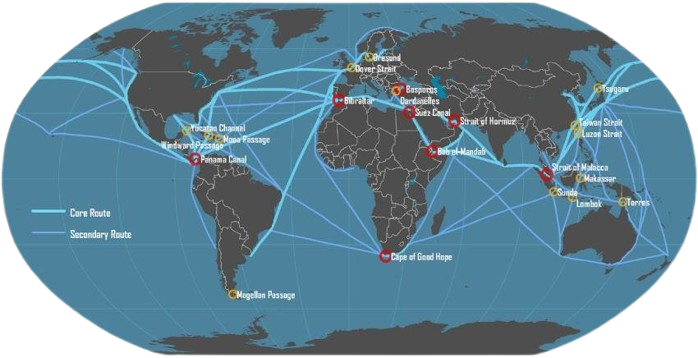 Oresund
Dover Strait
Bosporus
Gibraltar
Dardanelles
Suez Canal
Strait of Hormuz
Tsugaru
Taiwan Strait
Luzon Strait
Yucatan Channel
Mona Passage
Windward Passage
Panama Canal
Bab el Mandab
Strait of Malacca
Makassar
Sunda
Lombok
Torres
Core Route
Secondary Route
Cape of Good Hope
Magellan Passage